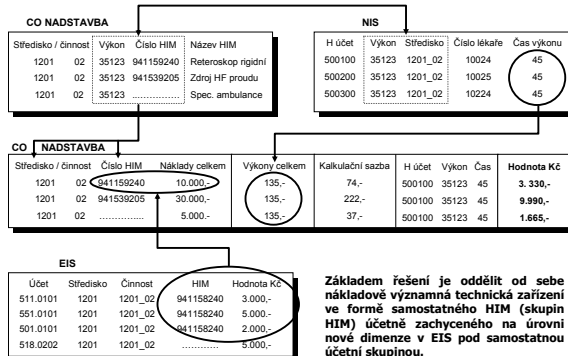 CO NADSTAVBA
Středisko / činnost Výkon Číslo HIM Název HIM
1201 02 35123 941159240 Reteroskop rigidní
1201 02 35123 941539205 Zdroj HF proudu
1201 02 35123 ................ Spec. ambulance
NIS
H účet Výkon Středisko Číslo lékaře Čas výkonu
500100 35123 1201_02 10024 45
500200 35123 1201_02 10025 45
500300 35123 1201_02 10224 45
CO NADSTAVBA
Středisko / činnost Číslo HIM Náklady celkem Výkony celkem Kalkulační sazba H účet Výkon Čas Hodnota Kč
1201 02 941159240 10.000,- 135,- 74,- 500100 35123 45 3. 330,-
1201 02 941539205 30.000,- 135,- 222,- 500100 35123 45 9.990,-
1201 02 .............. 5.000.- 135,- 37,- 500100 35123 45 1.665,-
EIS
Účet Středisko Činnost HIM Hodnota Kč
511.0101 1201 1201_02 941158240 3.000,-
551.0101 1201 1201_02 941158240 5.000.-
501.0101 1201 1201_02 941158240 2.000,-
518.0202 1201 1201_02 ............ 5.000,-
Základem řešení je oddělit od sebe
nákladově významná technická zařízení
ve formě samostatného HIM (skupin
HIM) účetně zachyceného na úrovni
nové dimenze v EIS pod samostatnou
účetní skupinou.